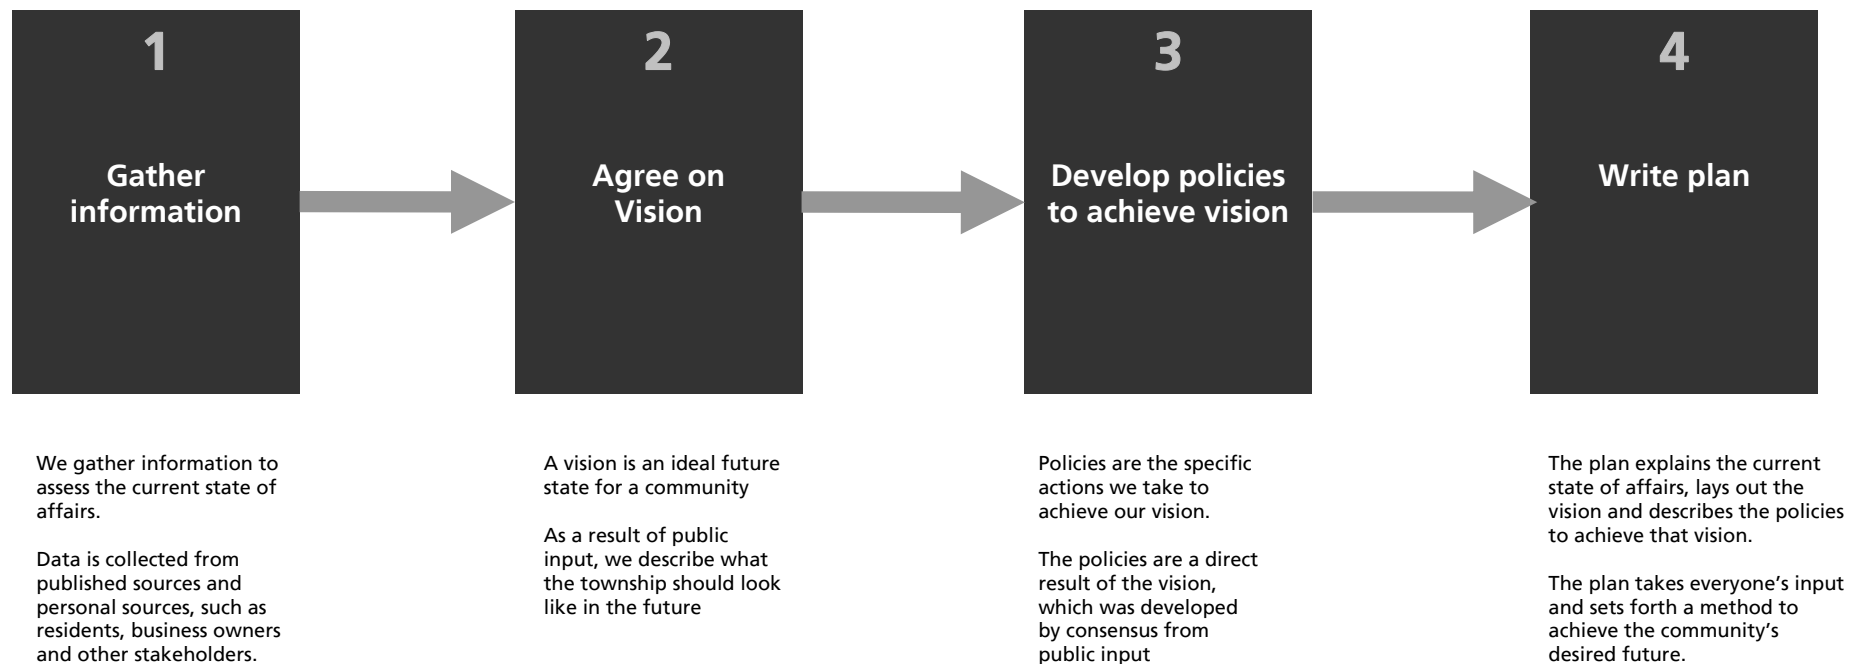 1
Gather
information
We gather information to
assess the current state of
affairs.
Data is collected from
published sources and
personal sources, such as
residents, business owners
and other stakeholders.
2
Agree on
Vision
A vision is an ideal future
state for a community
As a result of public
input, we describe what
the township should look
like in the future
3
Develop policies
to achieve vision
Policies are the specific
actions we take to
achieve our vision.
The policies are a direct
result of the vision,
which was developed
by consensus from
public input
4
Write plan
The plan explains the current
state of affairs, lays out the
vision and describes the policies
to achieve that vision.
The plan takes everyone’s input
and sets forth a method to
achieve the community’s
desired future.